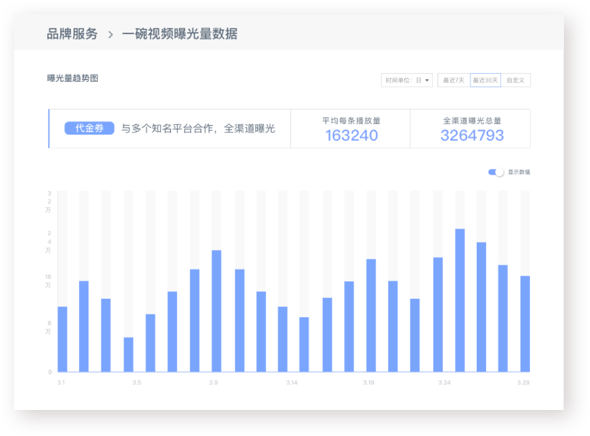 品牌服务 > 一碗视频曝光量数据
曝光量趋势图
时间单位：日
最近7天 最近30天 自定义
代金券 与多个知名平台合作，全渠道曝光
平均每条播放量
163240
全渠道曝光总量
3264793
显示数量
32万
24万
16万
8万
0
3.1 3.5 3.9 3.14 3.19 3.24 3.29